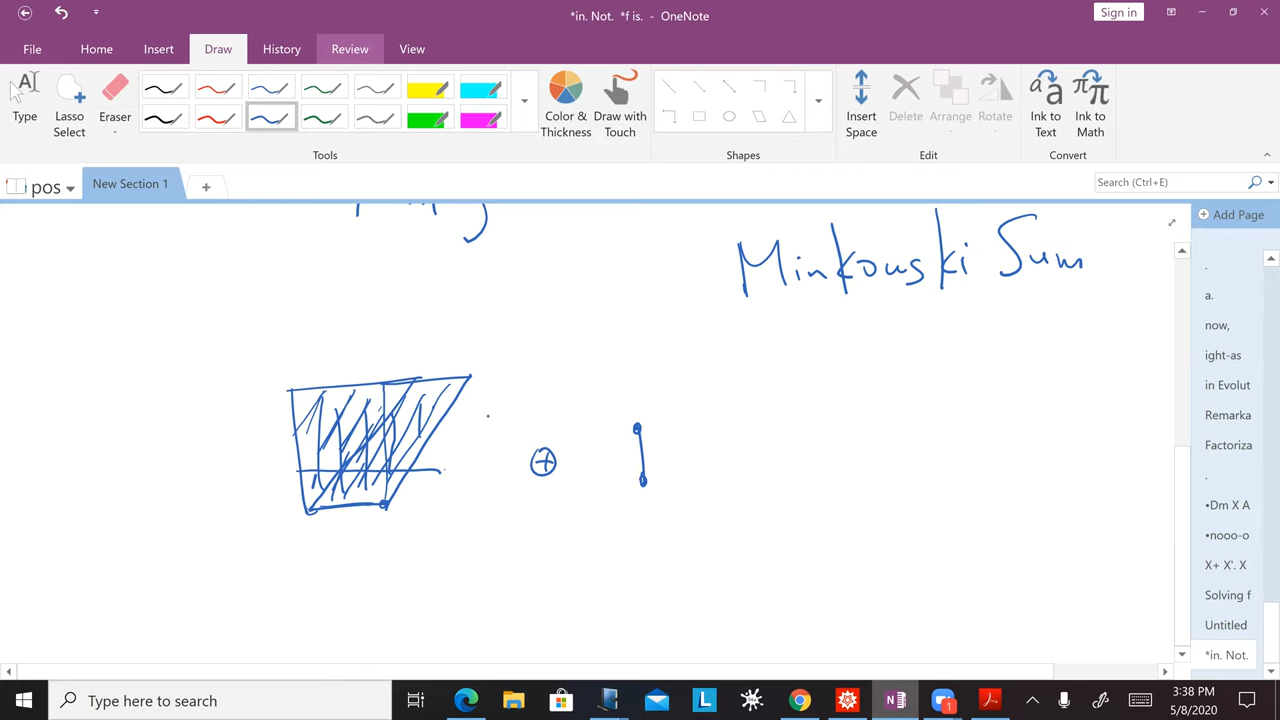 *in. Not. *f is. - OneNote
Sign in
File Home Insert Draw History Review View
Type
Lasso Select
Eraser
Color & Thickness
Draw with Touch
Insert Space
Delete
Arrange
Rotate
Ink to Text
Ink to Math
Tools Shapes Edit Convert
pos New Section 1 +
Search (Ctrl+E)
Add Page
Minkouski Sum
.
a.
now,
ight-as
in Evolut
Remarka
Factoriza
.
•Dm X A
•nooo-o
X+ X'. X
Solving f
Untitled
*in. Not.
Type here to search
3:38 PM
5/8/2020